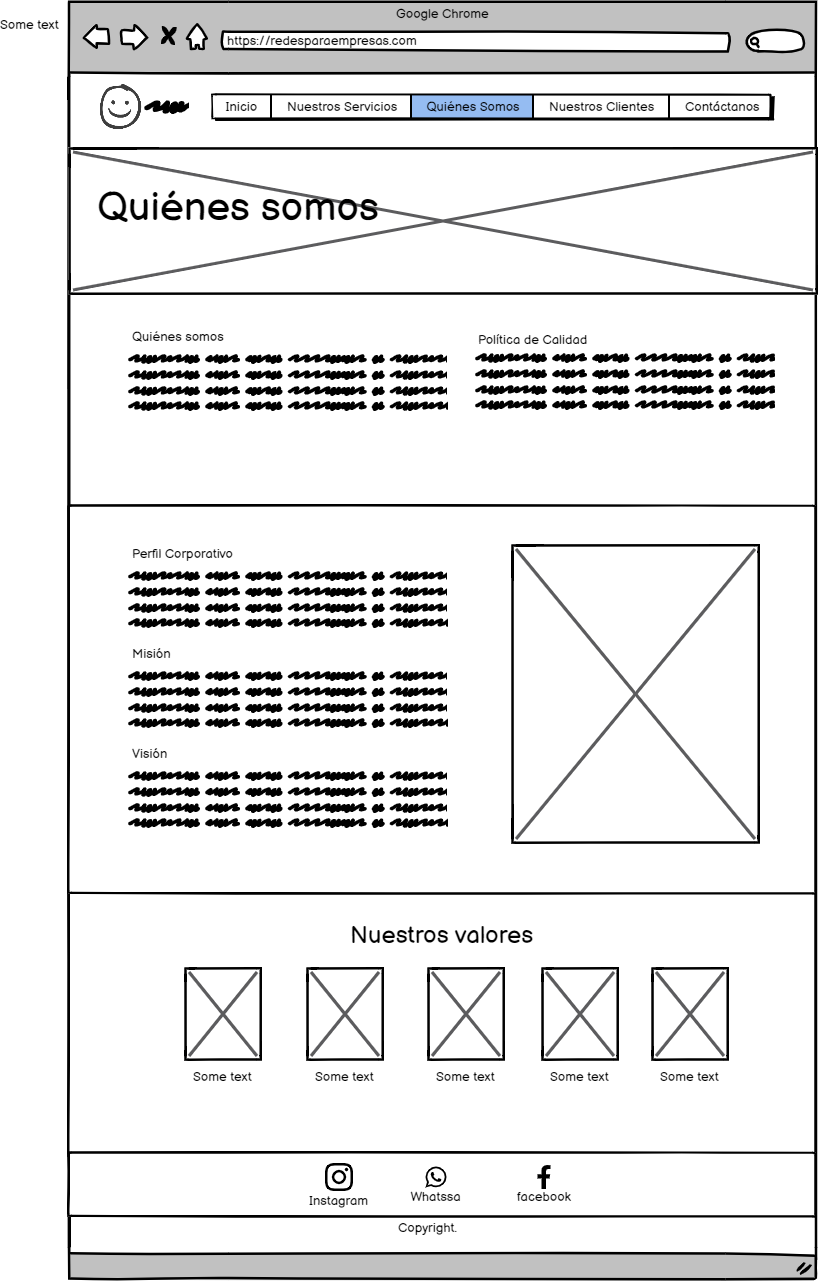 Google Chrome
Some text
https://redesparaempresas.com
Inicio Nuestros Servicios Quiénes Somos Nuestros Clientes Contáctanos
Quiénes somos
Quiénes somos
Política de Calidad
Perfil Corporativo
Misión
Visión
Nuestros valores
Some text Some text Some text Some text Some text
Instagram Whatssa facebook
Copyright.